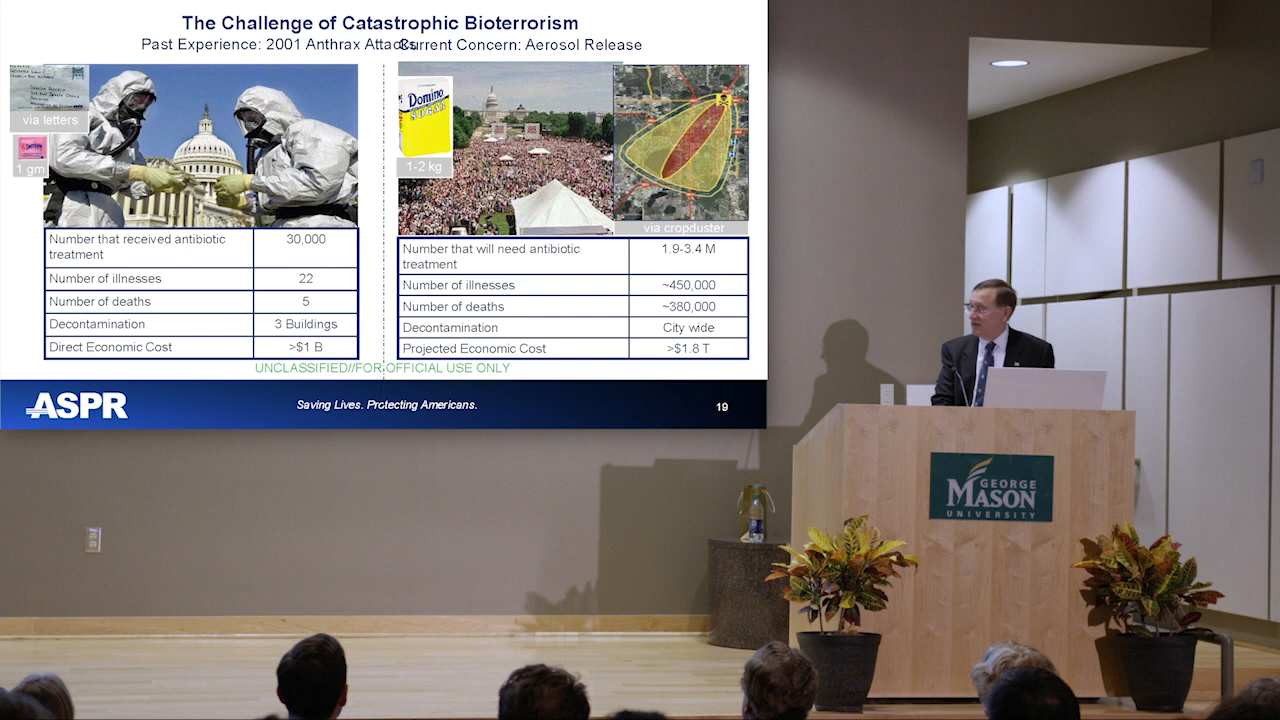 The Challenge of Catastrophic Bioterrorism
Past Experience: 2001 Anthrax Attacks
Current Concern: Aerosol Release
via letters
1 gm
Domino
SUGAR
1-2 kg
via cropduster
Number that received antibiotic treatment 30,000
Number of illnesses 22
Number of deaths 5
Decontamination 3 Buildings
Direct Economic Cost >$1 B
Number that will need antibiotic treatment 1.9-3.4 M
Number of illnesses ~450,000
Number of deaths ~380,000
Decontamination City wide
Projected Economic Cost >$1.8 T
UNCLASSIFIED//FOR OFFICIAL USE ONLY
ASPR
Saving Lives. Protecting Americans.
19
GEORGE
MASON
UNIVERSITY